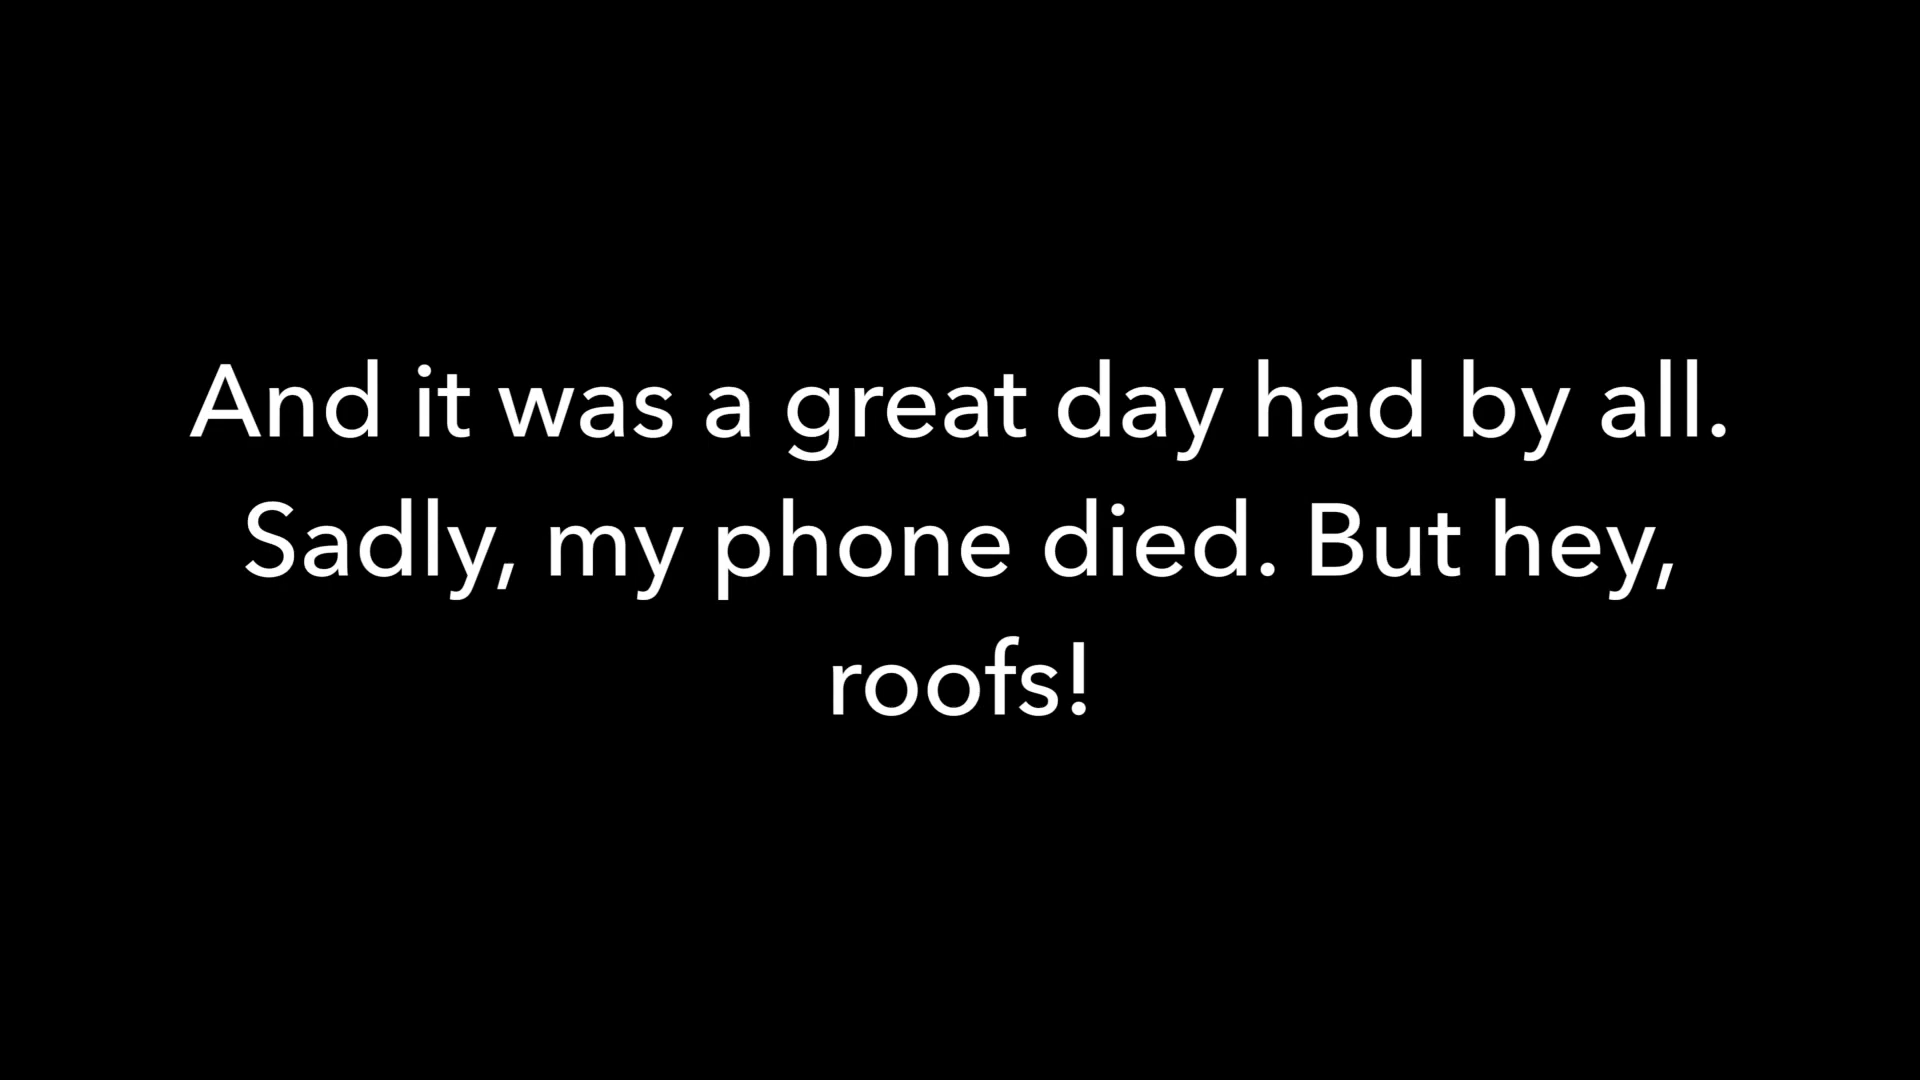 And it was a great day had by all.
Sadly, my phone died. But hey,
roofs!